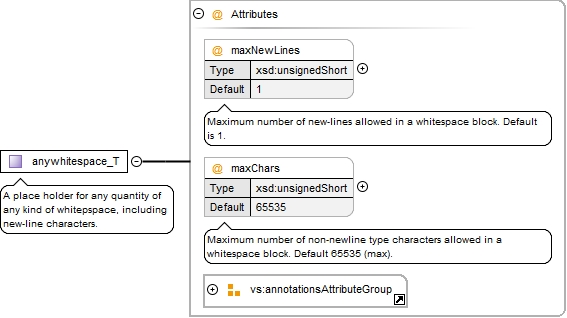 Attributes
maxNewLines
Type xsd:unsignedShort
Default 1
Maximum number of new-lines allowed in a whitespace block. Default
is 1.
anywhitespace_T
A place holder for any quantity of
any kind of whitepspace, including
new-line characters.
maxChars
Type xsd:unsignedShort
Default 65535
Maximum number of non-newline type characters allowed in a
whitespace block. Default 65535 (max).
vs:annotationsAttributeGroup